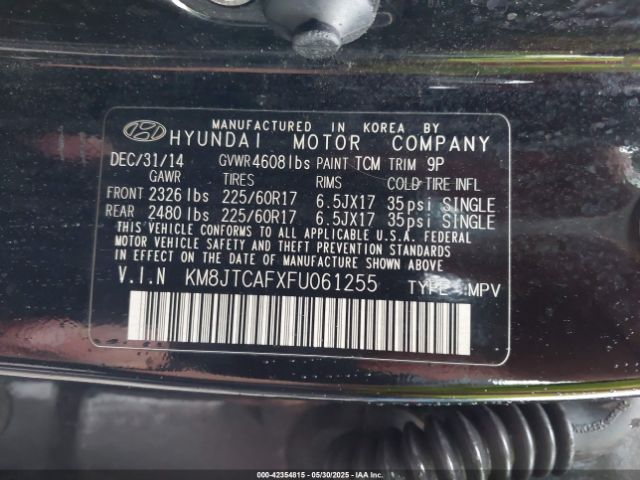 MANUFACTURED IN KOREA BY
HYUNDAI MOTOR COMPANY
DEC/31/14 GVWR 4608 lbs PAINT TCM TRIM 9P
GAWR TIRES RIMS COLD TIRE INFL
FRONT 2326 lbs 225/60R17 6.5JX17 35psi SINGLE
REAR 2480 lbs 225/60R17 6.5JX17 35psi SINGLE
THIS VEHICLE CONFORMS TO ALL APPLICABLE U.S.A. FEDERAL
MOTOR VEHICLE SAFETY AND THEFT PREVENTION STANDARDS
IN EFFECT ON THE DATE OF MANUFACTURE SHOWN ABOVE.
V.I.N KM8JTCAFXFU061255 TYPE : MPV
000-42354815 - 05/30/2025 - IAA Inc.